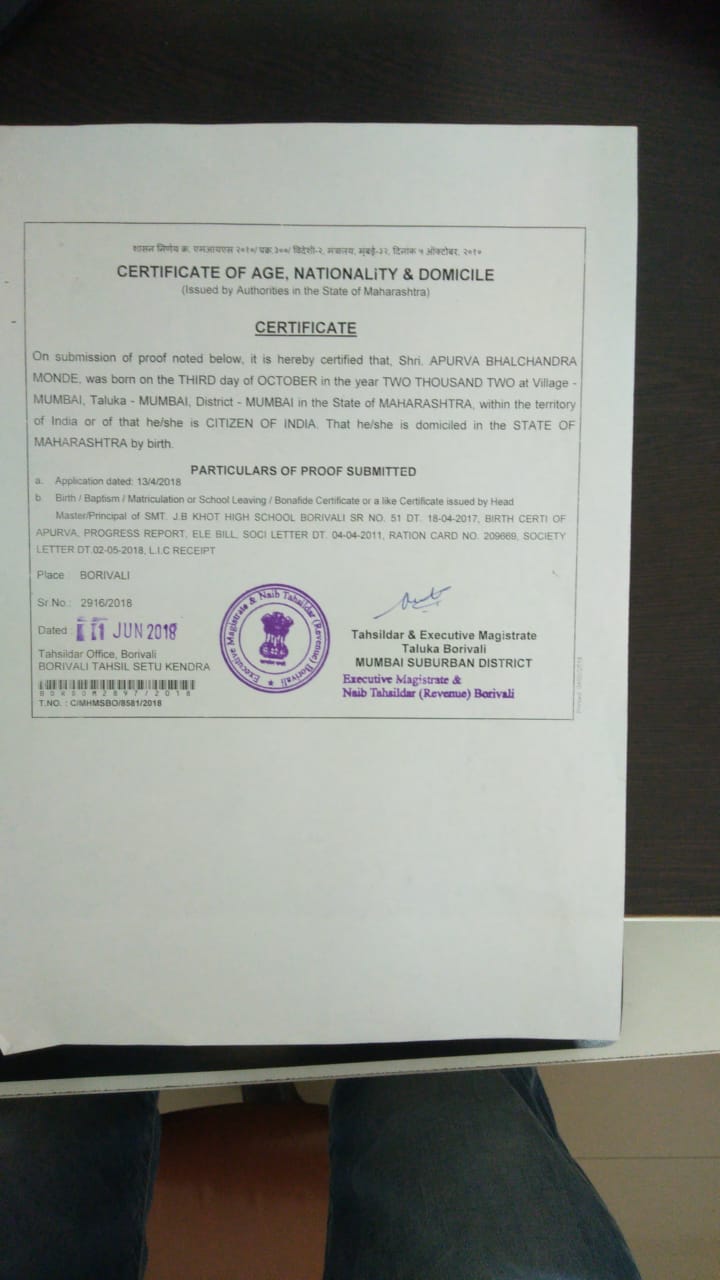 शासन निर्णय क्र. एमआयएस २०१०/ प्रक्र.३००/ विदेशी-२, मंत्रालय, मुंबई-३२, दिनांक ५ ऑक्टोबर, २०१०
CERTIFICATE OF AGE, NATIONALiTY & DOMICILE
(Issued by Authorities in the State of Maharashtra)
CERTIFICATE
On submission of proof noted below, it is hereby certified that, Shri. APURVA BHALCHANDRA
MONDE, was born on the THIRD day of OCTOBER in the year TWO THOUSAND TWO at Village -
MUMBAI, Taluka - MUMBAI, District - MUMBAI in the State of MAHARASHTRA, within the territory
of India or of that he/she is CITIZEN OF INDIA. That he/she is domiciled in the STATE OF
MAHARASHTRA by birth.
PARTICULARS OF PROOF SUBMITTED
a. Application dated: 13/4/2018
b. Birth / Baptism / Matriculation or School Leaving / Bonafide Certificate or a like Certificate issued by Head
Master/Principal of SMT. J.B KHOT HIGH SCHOOL BORIVALI SR NO. 51 DT. 18-04-2017, BIRTH CERTI OF
APURVA, PROGRESS REPORT, ELE BILL, SOCI LETTER DT. 04-04-2011, RATION CARD NO. 209669, SOCIETY
LETTER DT.02-05-2018, L.I.C RECEIPT
Place : BORIVALI
Sr.No.: 2916/2018
Dated : 11 JUN 2018
Tahsildar Office, Borivali
BORIVALI TAHSIL SETU KENDRA
T.NO. : C/MHMSBO/8581/2018
Executive Magistrate & Naib Tahsildar (Revenue) Borivali
सत्यमेव जयते
Tahsildar & Executive Magistrate
Taluka Borivali
MUMBAI SUBURBAN DISTRICT
Executive Magistrate &
Naib Tahsildar (Revenue) Borivali